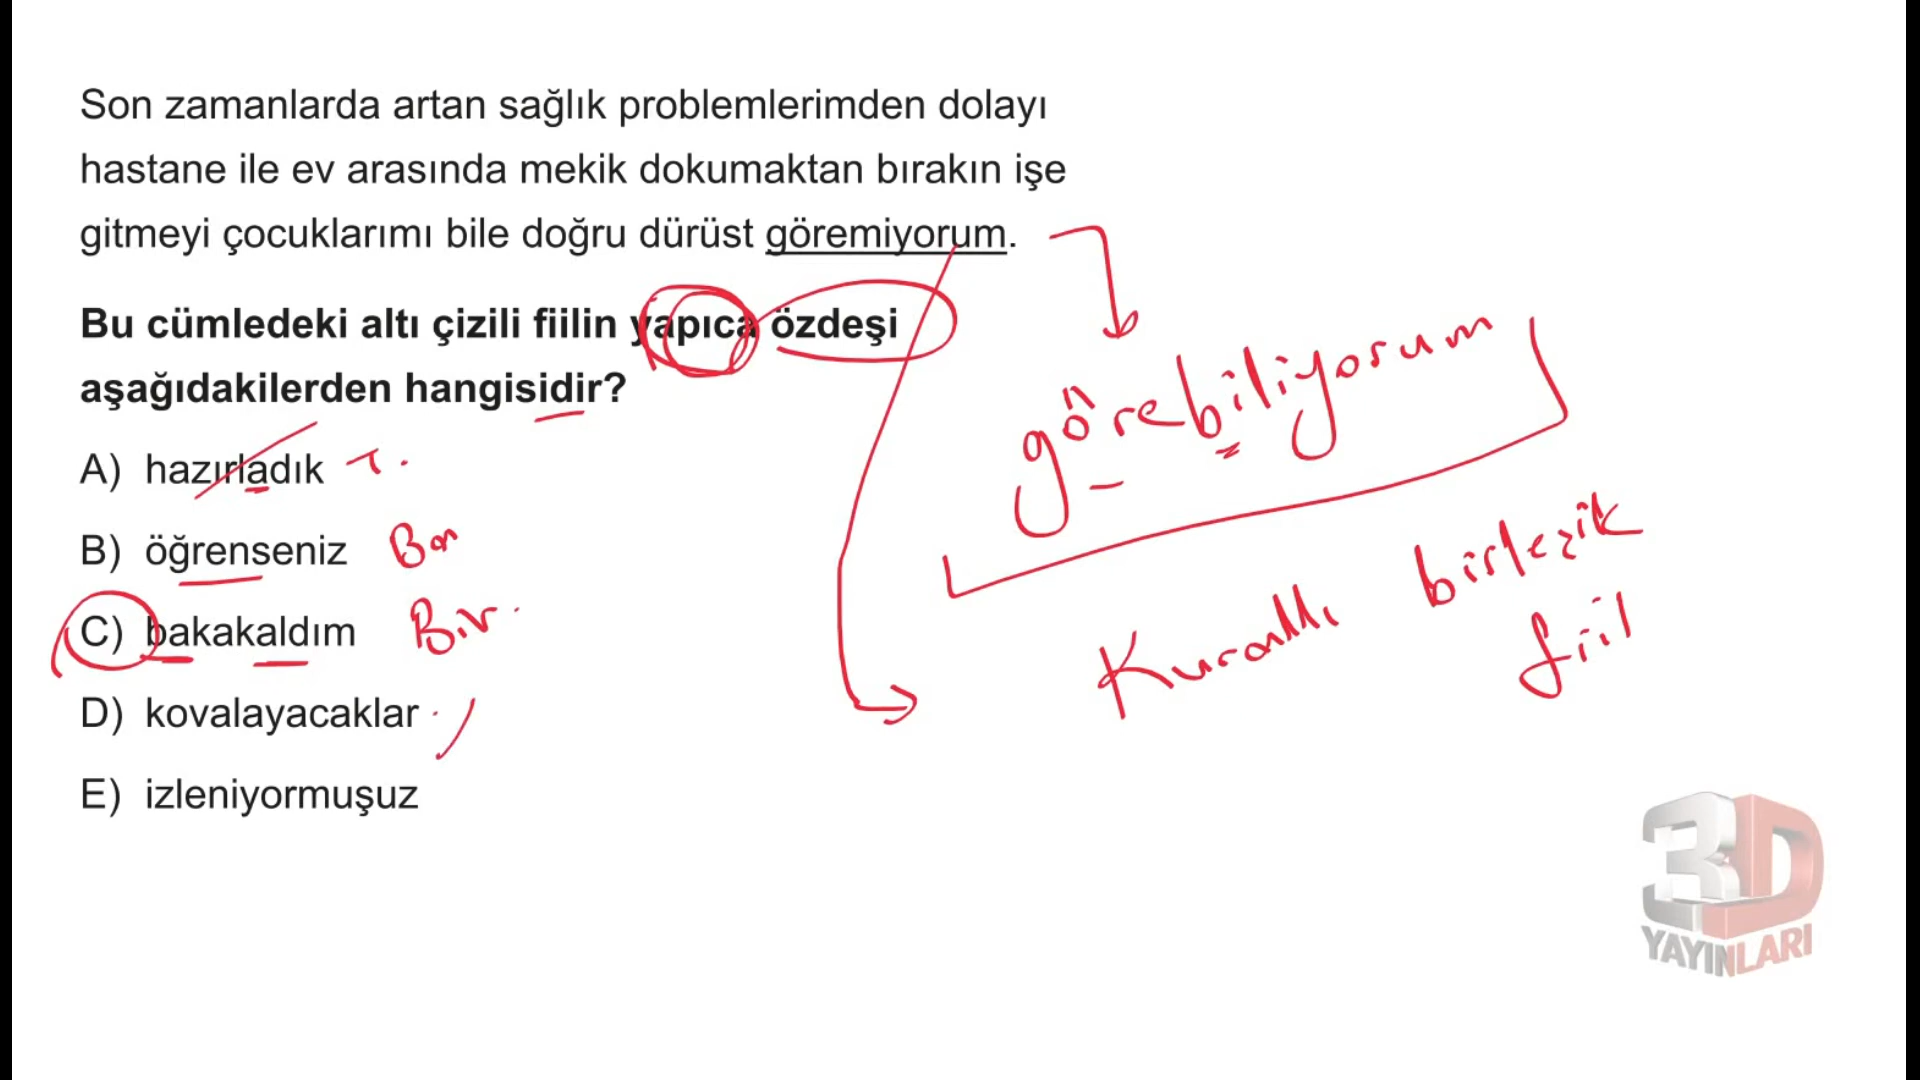 Son zamanlarda artan sağlık problemlerimden dolayı
hastane ile ev arasında mekik dokumaktan bırakın işe
gitmeyi çocuklarımı bile doğru dürüst göremiyorum.
Bu cümledeki altı çizili fiilin yapıca özdeşi
aşağıdakilerden hangisidir?
A) hazırladık T.
B) öğrenseniz
C) bakakaldım Bir.
D) kovalayacaklar
E) izleniyormuşuz
görebiliyorum
Kurallı birleşik
fiil
3D
YAYINLARI